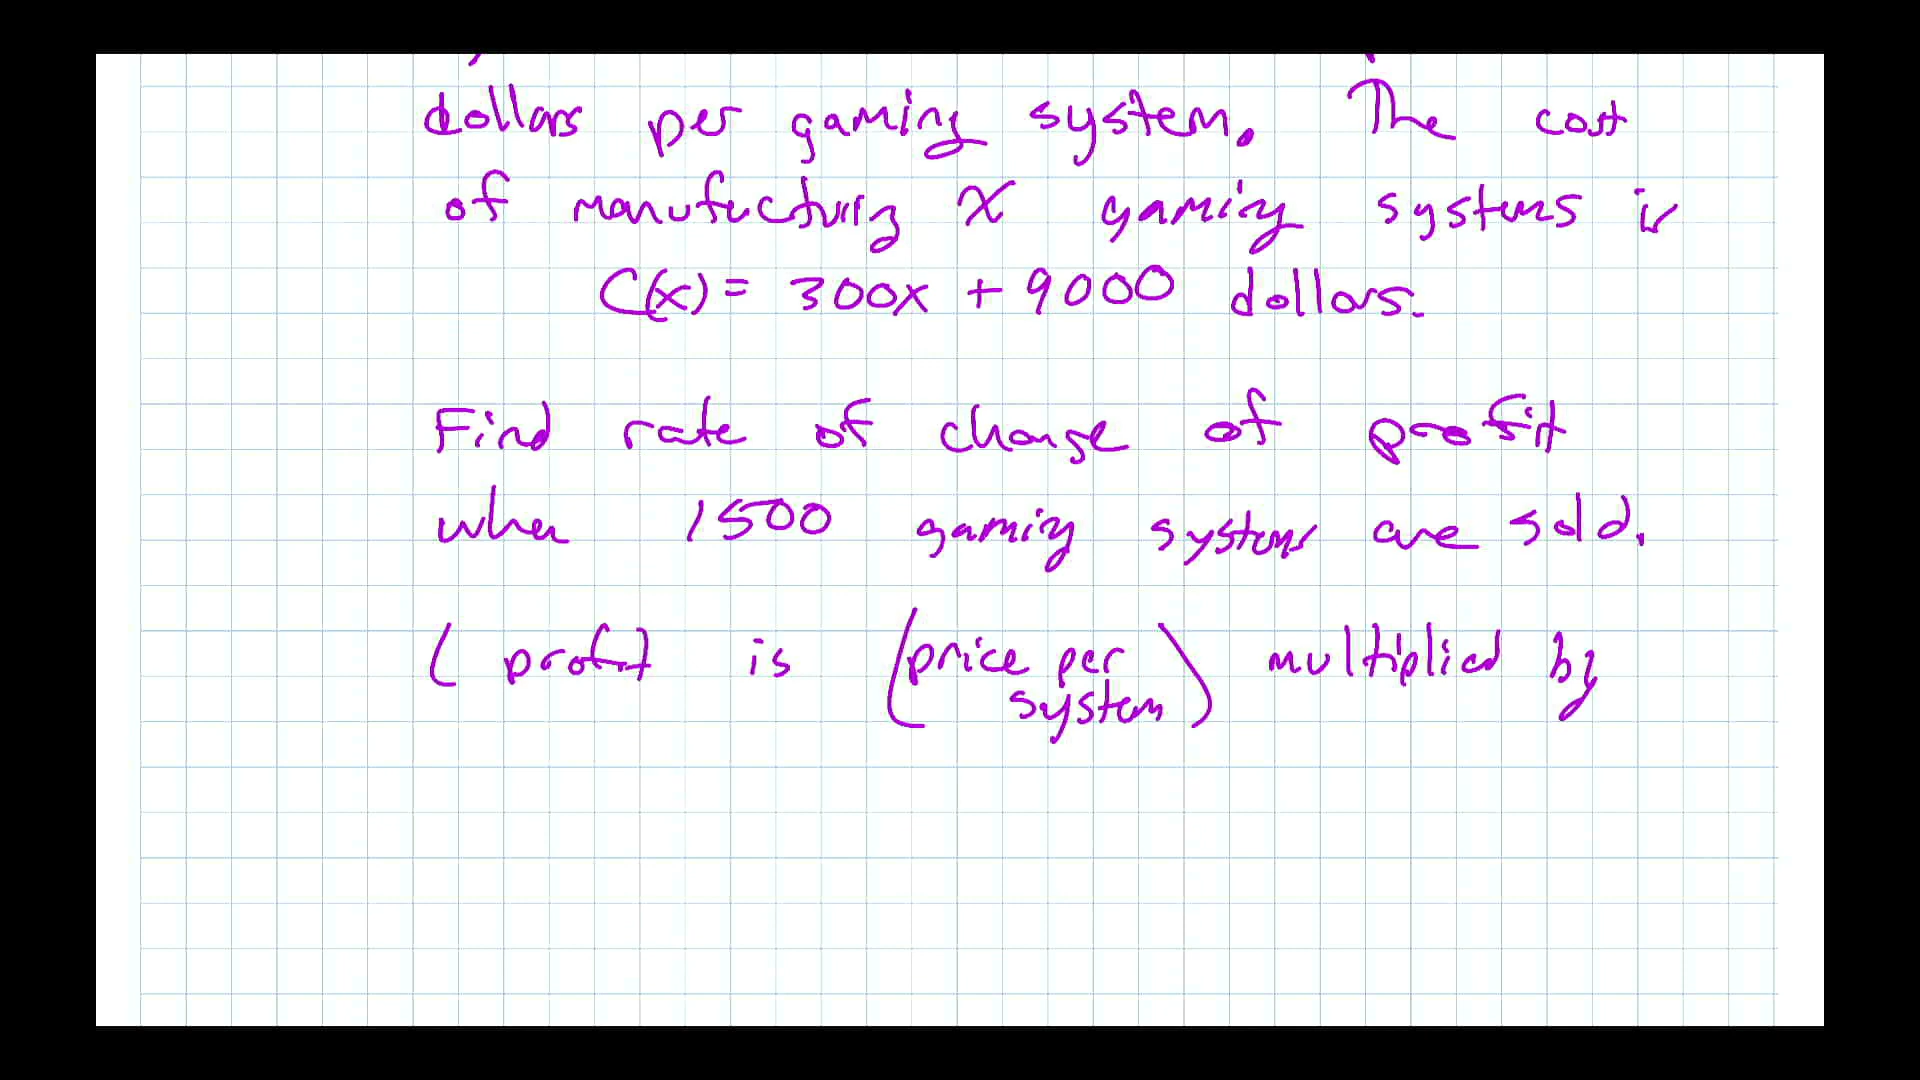 dollars per gaming system. The cost
of manufacturing x gaming systems is
C(x) = 300x + 9000 dollars.
Find rate of change of profit
when 1500 gaming systems are sold.
( profit is (price per system) multiplied by